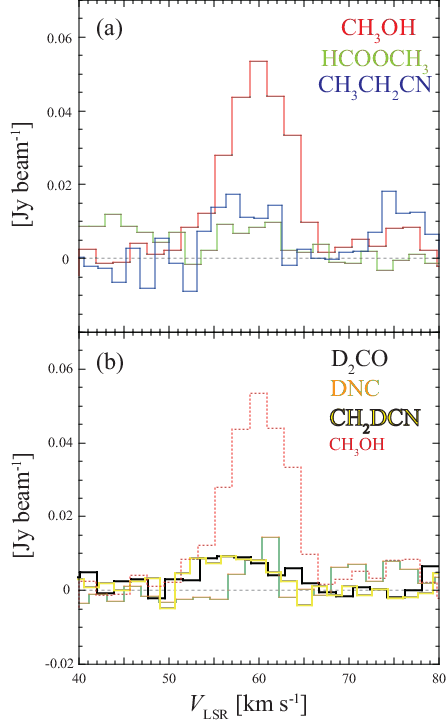 (a)
CH₃OH
HCOOCH₃
CH₃CH₂CN
0.06
0.04
0.02
0
[Jy beam⁻¹]
(b)
D₂CO
DNC
CH₂DCN
CH₃OH
0.06
0.04
0.02
0
-0.02
[Jy beam⁻¹]
40 50 60 70 80
V_LSR [km s⁻¹]